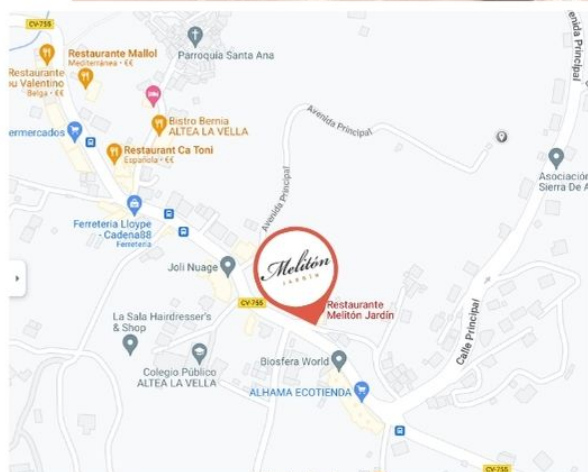 CV-755
Restaurante Mallol
Mediterránea • €€
Parroquia Santa Ana
Restaurante
ou Valentino
Belga • €€
Bistro Bernia
ALTEA LA VELLA
ermercados
Restaurant Ca Toni
Española • €€
Avenida Principal
enida Principal
Asociación
Sierra De A
Avenida Principal
Ferretería Lloype
- Cadena88
Ferretería
Joli Nuage
Melitón
JARDÍN
CV-755
Restaurante
Melitón Jardín
La Sala Hairdresser's
& Shop
Colegio Público
ALTEA LA VELLA
Biosfera World
Calle Principal
ALHAMA ECOTIENDA
CV-755